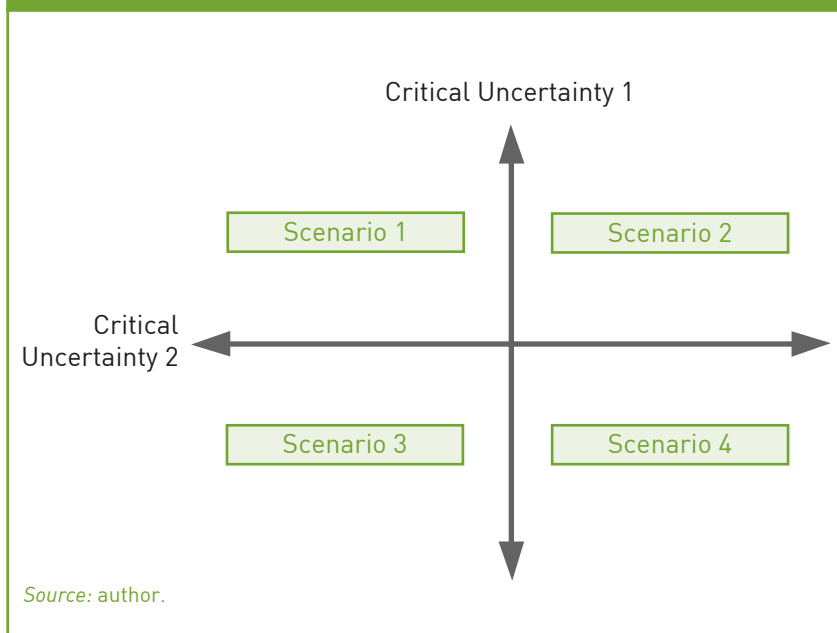 Critical Uncertainty 1
Scenario 1
Scenario 2
Critical
Uncertainty 2
Scenario 3
Scenario 4
Source: author.